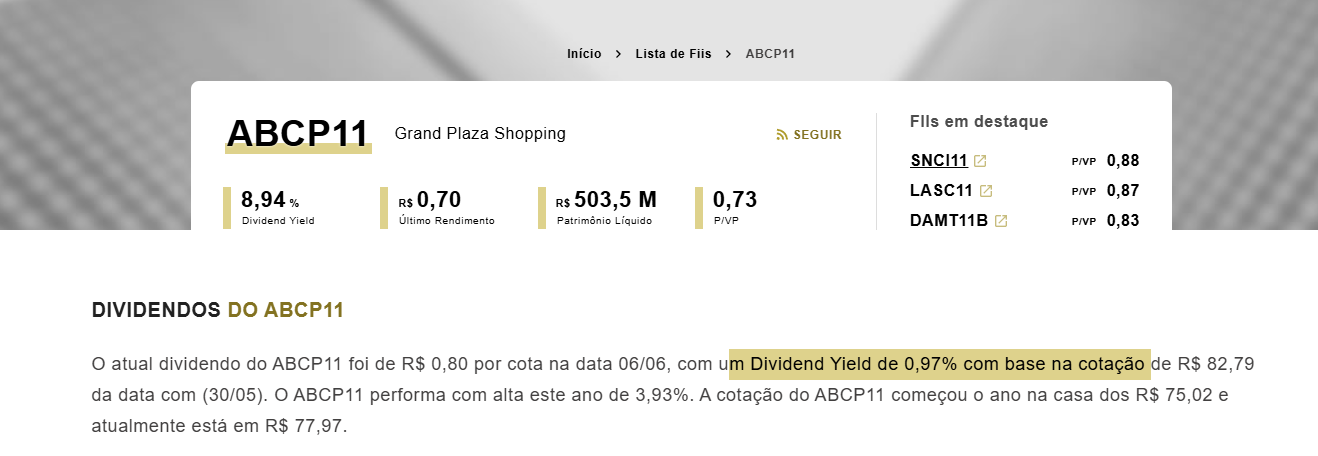 Início > Lista de Fiis > ABCP11
ABCP11 Grand Plaza Shopping SEGUIR
8,94 % R$ 0,70 R$ 503,5 M 0,73
Dividend Yield Último Rendimento Patrimônio Líquido P/VP
FIIs em destaque
SNCI11 P/VP 0,88
LASC11 P/VP 0,87
DAMT11B P/VP 0,83
DIVIDENDOS DO ABCP11
O atual dividendo do ABCP11 foi de R$ 0,80 por cota na data 06/06, com um Dividend Yield de 0,97% com base na cotação de R$ 82,79
da data com (30/05). O ABCP11 performa com alta este ano de 3,93%. A cotação do ABCP11 começou o ano na casa dos R$ 75,02 e
atualmente está em R$ 77,97.